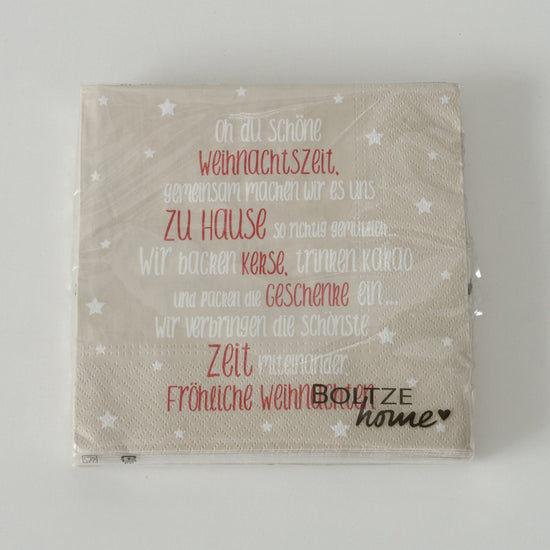 Oh du schöne
Weihnachtszeit,
gemeinsam machen wir es uns
zu Hause so richtig gemütlich...
Wir backen Kekse, trinken Kakao
und packen die Geschenke ein...
Wir verbringen die schönste
Zeit miteinander.
Fröhliche Weihnachten
BOLTZE
home